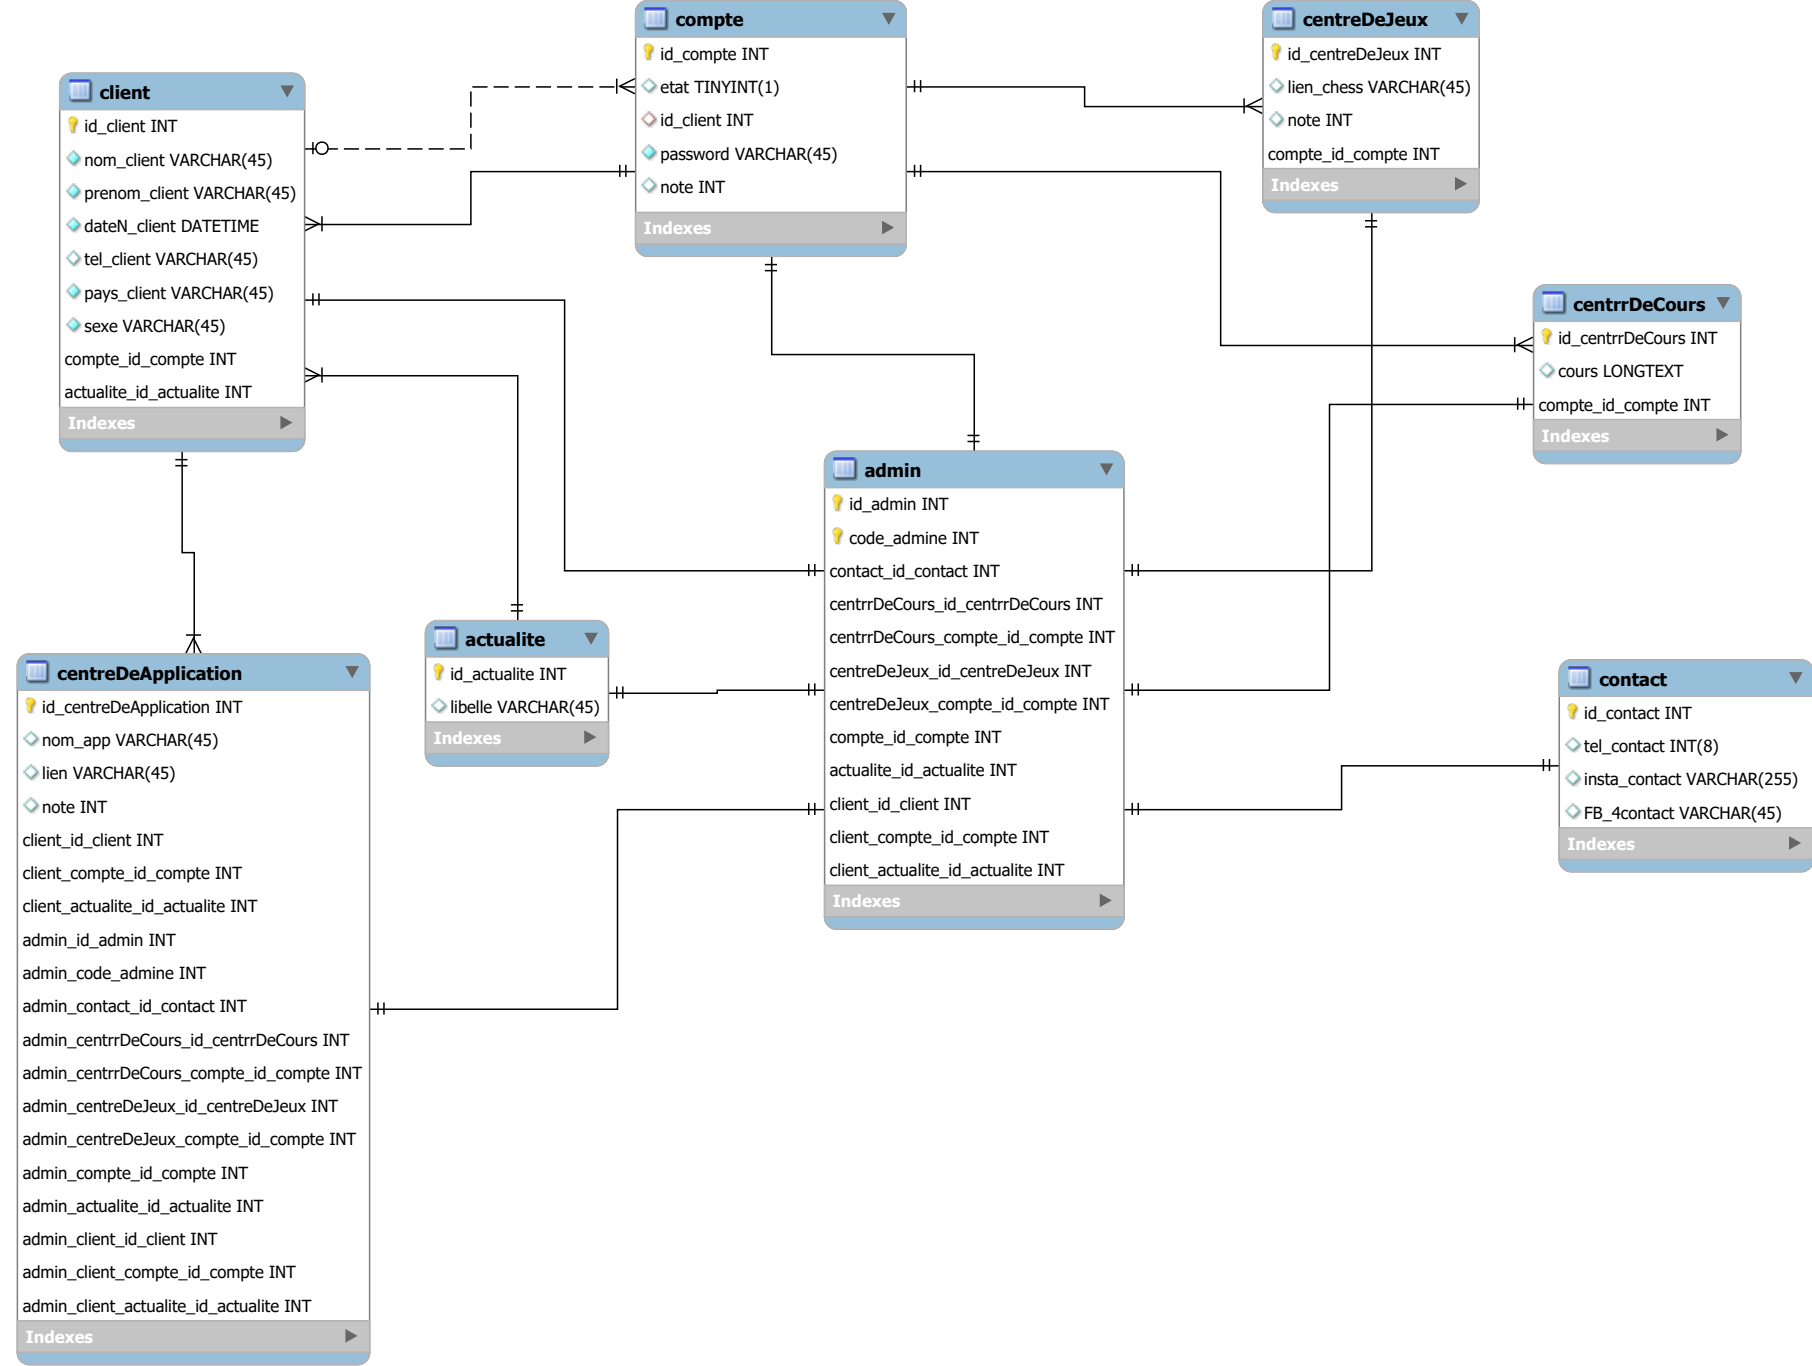 compte
id_compte INT
etat TINYINT(1)
id_client INT
password VARCHAR(45)
note INT
Indexes
centreDeJeux
id_centreDeJeux INT
lien_chess VARCHAR(45)
note INT
compte_id_compte INT
Indexes
client
id_client INT
nom_client VARCHAR(45)
prenom_client VARCHAR(45)
dateN_client DATETIME
tel_client VARCHAR(45)
pays_client VARCHAR(45)
sexe VARCHAR(45)
compte_id_compte INT
actualite_id_actualite INT
Indexes
centrrDeCours
id_centrrDeCours INT
cours LONGTEXT
compte_id_compte INT
Indexes
admin
id_admin INT
code_admine INT
contact_id_contact INT
centrrDeCours_id_centrrDeCours INT
centrrDeCours_compte_id_compte INT
centreDeJeux_id_centreDeJeux INT
centreDeJeux_compte_id_compte INT
compte_id_compte INT
actualite_id_actualite INT
client_id_client INT
client_compte_id_compte INT
client_actualite_id_actualite INT
Indexes
actualite
id_actualite INT
libelle VARCHAR(45)
Indexes
centreDeApplication
id_centreDeApplication INT
nom_app VARCHAR(45)
lien VARCHAR(45)
note INT
client_id_client INT
client_compte_id_compte INT
client_actualite_id_actualite INT
admin_id_admin INT
admin_code_admine INT
admin_contact_id_contact INT
admin_centrrDeCours_id_centrrDeCours INT
admin_centrrDeCours_compte_id_compte INT
admin_centreDeJeux_id_centreDeJeux INT
admin_centreDeJeux_compte_id_compte INT
admin_compte_id_compte INT
admin_actualite_id_actualite INT
admin_client_id_client INT
admin_client_compte_id_compte INT
admin_client_actualite_id_actualite INT
Indexes
contact
id_contact INT
tel_contact INT(8)
insta_contact VARCHAR(255)
FB_4contact VARCHAR(45)
Indexes